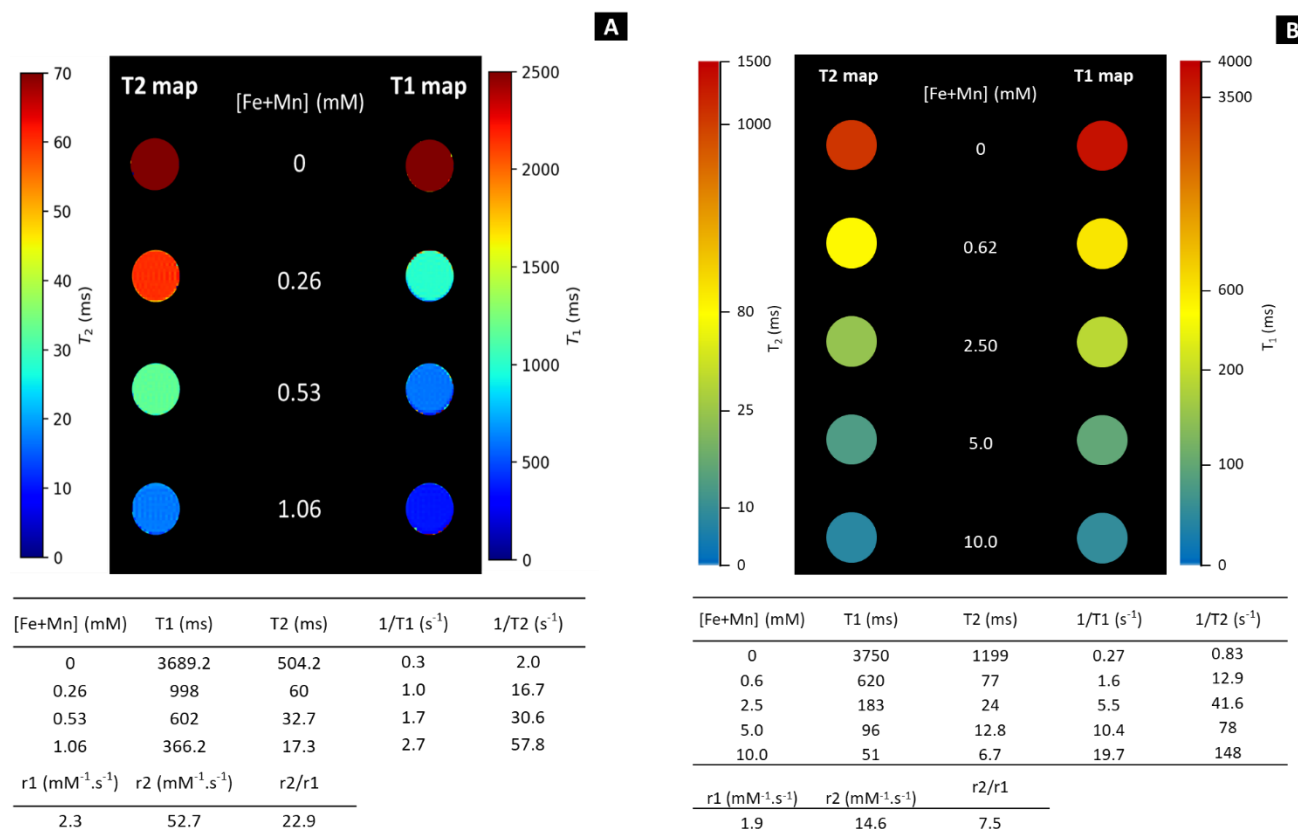 A
T2 map
T1 map
[Fe+Mn] (mM)
0
0.26
0.53
1.06
70
60
50
40
30
20
10
0
T₂ (ms)
2500
2000
1500
1000
500
0
T₁ (ms)
[Fe+Mn] (mM) T1 (ms) T2 (ms) 1/T1 (s⁻¹) 1/T2 (s⁻¹)
0 3689.2 504.2 0.3 2.0
0.26 998 60 1.0 16.7
0.53 602 32.7 1.7 30.6
1.06 366.2 17.3 2.7 57.8
r1 (mM⁻¹.s⁻¹) r2 (mM⁻¹.s⁻¹) r2/r1
2.3 52.7 22.9
B
T2 map
T1 map
[Fe+Mn] (mM)
0
0.62
2.50
5.0
10.0
1500
1000
80
25
10
0
T₂ (ms)
4000
3500
600
200
100
0
T₁ (ms)
[Fe+Mn] (mM) T1 (ms) T2 (ms) 1/T1 (s⁻¹) 1/T2 (s⁻¹)
0 3750 1199 0.27 0.83
0.6 620 77 1.6 12.9
2.5 183 24 5.5 41.6
5.0 96 12.8 10.4 78
10.0 51 6.7 19.7 148
r1 (mM⁻¹.s⁻¹) r2 (mM⁻¹.s⁻¹) r2/r1
1.9 14.6 7.5